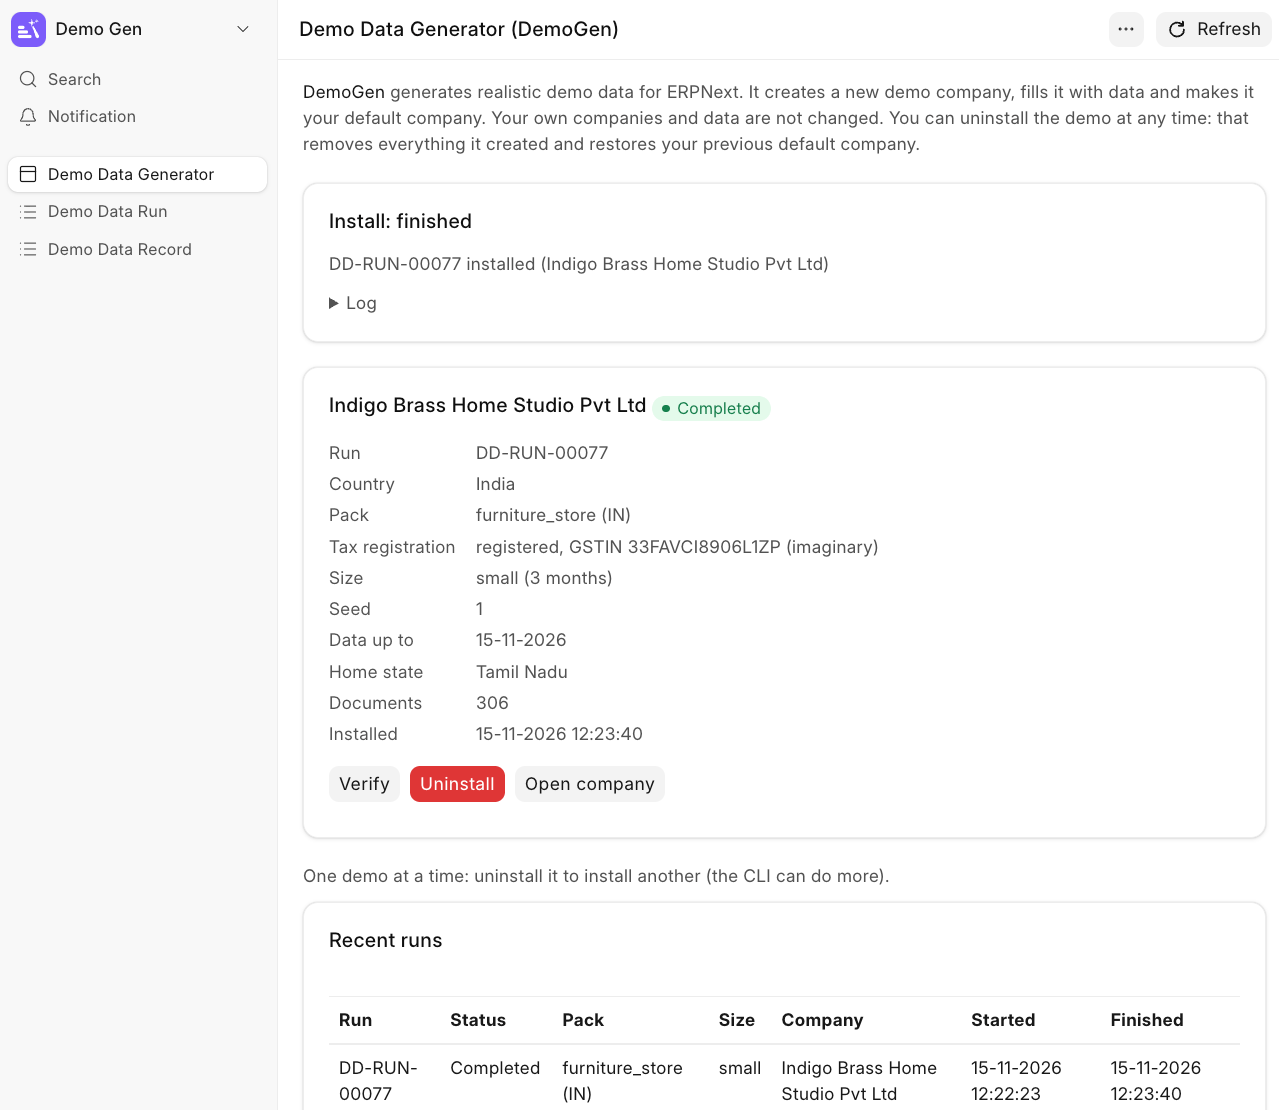 Demo Gen
Search
Notification
Demo Data Generator
Demo Data Run
Demo Data Record
Demo Data Generator (DemoGen)
Refresh
DemoGen generates realistic demo data for ERPNext. It creates a new demo company, fills it with data and makes it
your default company. Your own companies and data are not changed. You can uninstall the demo at any time: that
removes everything it created and restores your previous default company.
Install: finished
DD-RUN-00077 installed (Indigo Brass Home Studio Pvt Ltd)
Log
Indigo Brass Home Studio Pvt Ltd Completed
Run DD-RUN-00077
Country India
Pack furniture_store (IN)
Tax registration registered, GSTIN 33FAVCI8906L1ZP (imaginary)
Size small (3 months)
Seed 1
Data up to 15-11-2026
Home state Tamil Nadu
Documents 306
Installed 15-11-2026 12:23:40
Verify Uninstall Open company
One demo at a time: uninstall it to install another (the CLI can do more).
Recent runs
Run Status Pack Size Company Started Finished
DD-RUN- Completed furniture_store small Indigo Brass Home 15-11-2026 15-11-2026
00077 (IN) Studio Pvt Ltd 12:22:23 12:23:40